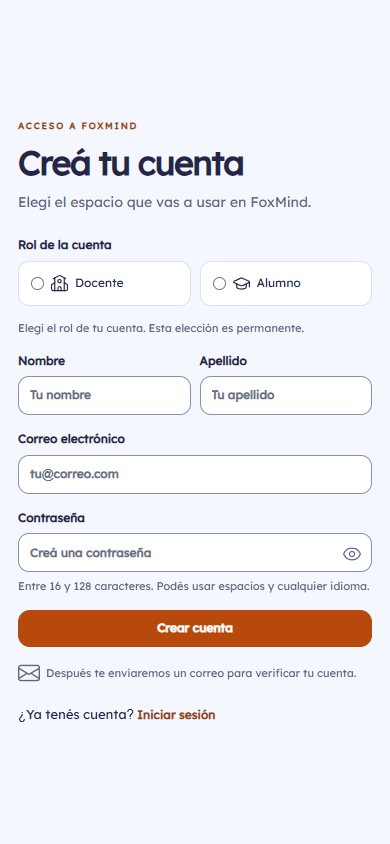 ACCESO A FOXMIND
Creá tu cuenta
Elegí el espacio que vas a usar en FoxMind.
Rol de la cuenta
Docente
Alumno
Elegí el rol de tu cuenta. Esta elección es permanente.
Nombre
Apellido
Tu nombre
Tu apellido
Correo electrónico
tu@correo.com
Contraseña
Creá una contraseña
Entre 16 y 128 caracteres. Podés usar espacios y cualquier idioma.
Crear cuenta
Después te enviaremos un correo para verificar tu cuenta.
¿Ya tenés cuenta? Iniciar sesión